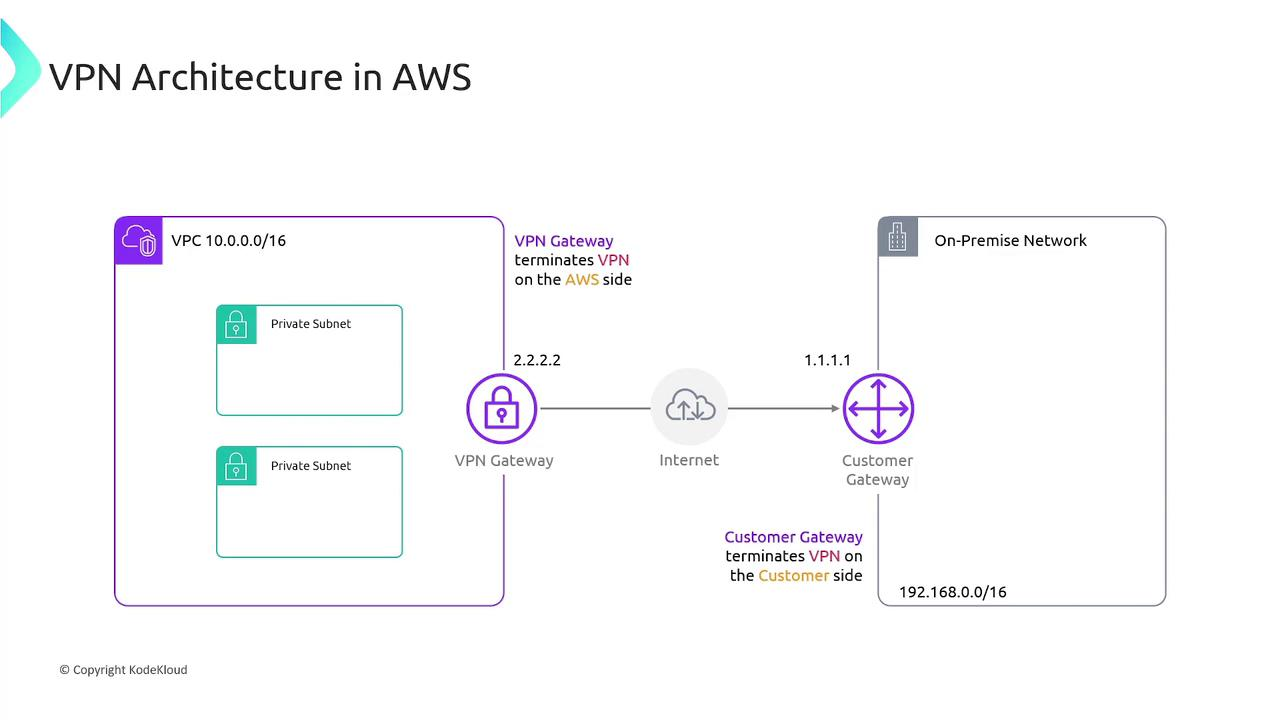 VPN Architecture in AWS
VPC 10.0.0.0/16
VPN Gateway
terminates VPN
on the AWS side
On-Premise Network
Private Subnet
2.2.2.2
1.1.1.1
VPN Gateway
Internet
Customer
Gateway
Private Subnet
Customer Gateway
terminates VPN on
the Customer side
192.168.0.0/16
© Copyright KodeKloud